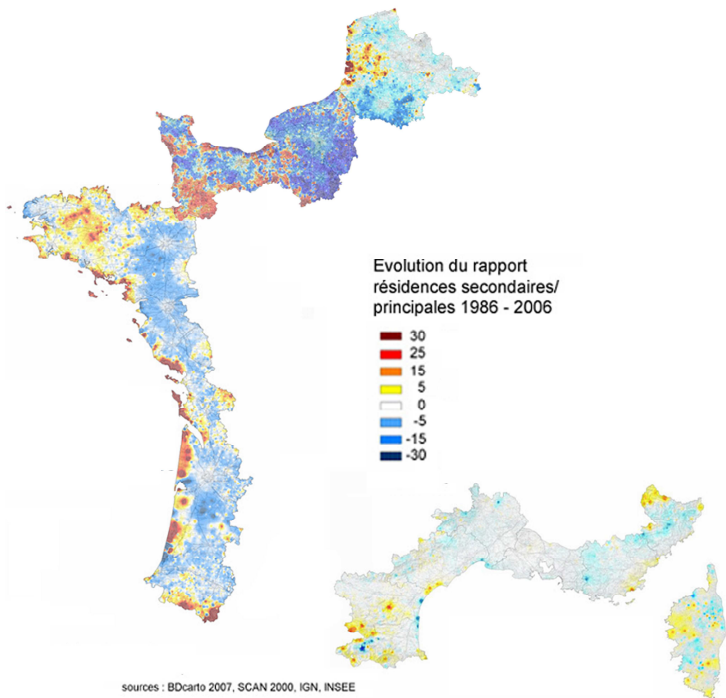 Evolution du rapport
résidences secondaires/
principales 1986 - 2006
30
25
15
5
0
-5
-15
-30
sources : BDcarto 2007, SCAN 2000, IGN, INSEE